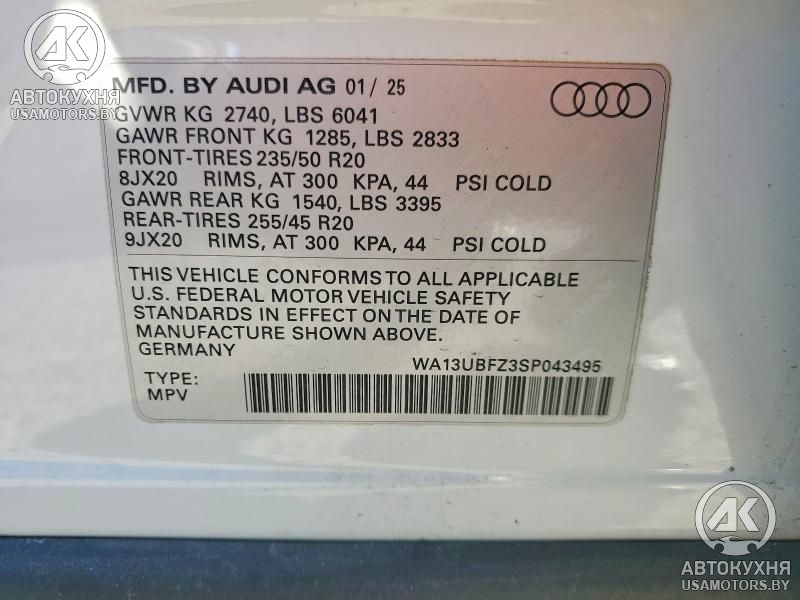 AK
АВТОКУХНЯ
USAMOTORS.BY
MFD. BY AUDI AG 01/ 25
GVWR KG 2740, LBS 6041
GAWR FRONT KG 1285, LBS 2833
FRONT-TIRES 235/50 R20
8JX20 RIMS, AT 300 KPA, 44 PSI COLD
GAWR REAR KG 1540, LBS 3395
REAR-TIRES 255/45 R20
9JX20 RIMS, AT 300 KPA, 44 PSI COLD
THIS VEHICLE CONFORMS TO ALL APPLICABLE
U.S. FEDERAL MOTOR VEHICLE SAFETY
STANDARDS IN EFFECT ON THE DATE OF
MANUFACTURE SHOWN ABOVE.
GERMANY
WA13UBFZ3SP043495
TYPE:
MPV
AK
АВТОКУХНЯ
USAMOTORS.BY